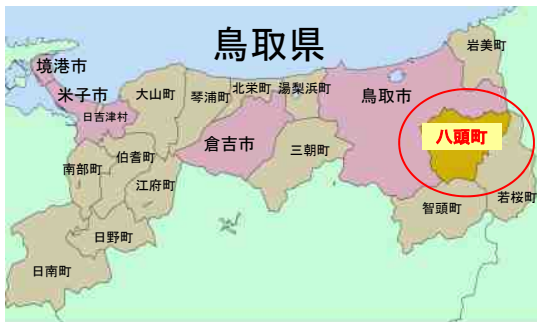 鳥取県
岩美町
境港市
米子市
日吉津村
大山町
琴浦町
北栄町
湯梨浜町
鳥取市
八頭町
倉吉市
三朝町
南部町
伯耆町
江府町
智頭町
若桜町
日野町
日南町